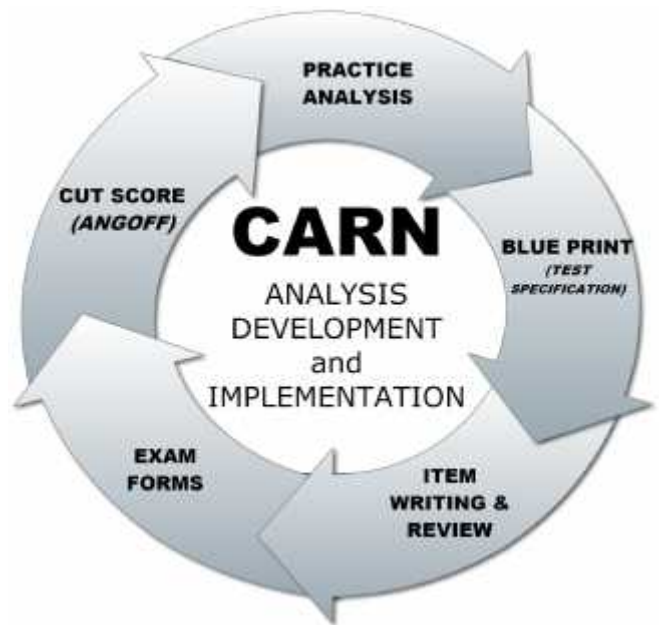 PRACTICE
ANALYSIS
BLUE PRINT
(TEST
SPECIFICATION)
ITEM
WRITING &
REVIEW
EXAM
FORMS
CUT SCORE
(ANGOFF)
CARN
ANALYSIS
DEVELOPMENT
and
IMPLEMENTATION